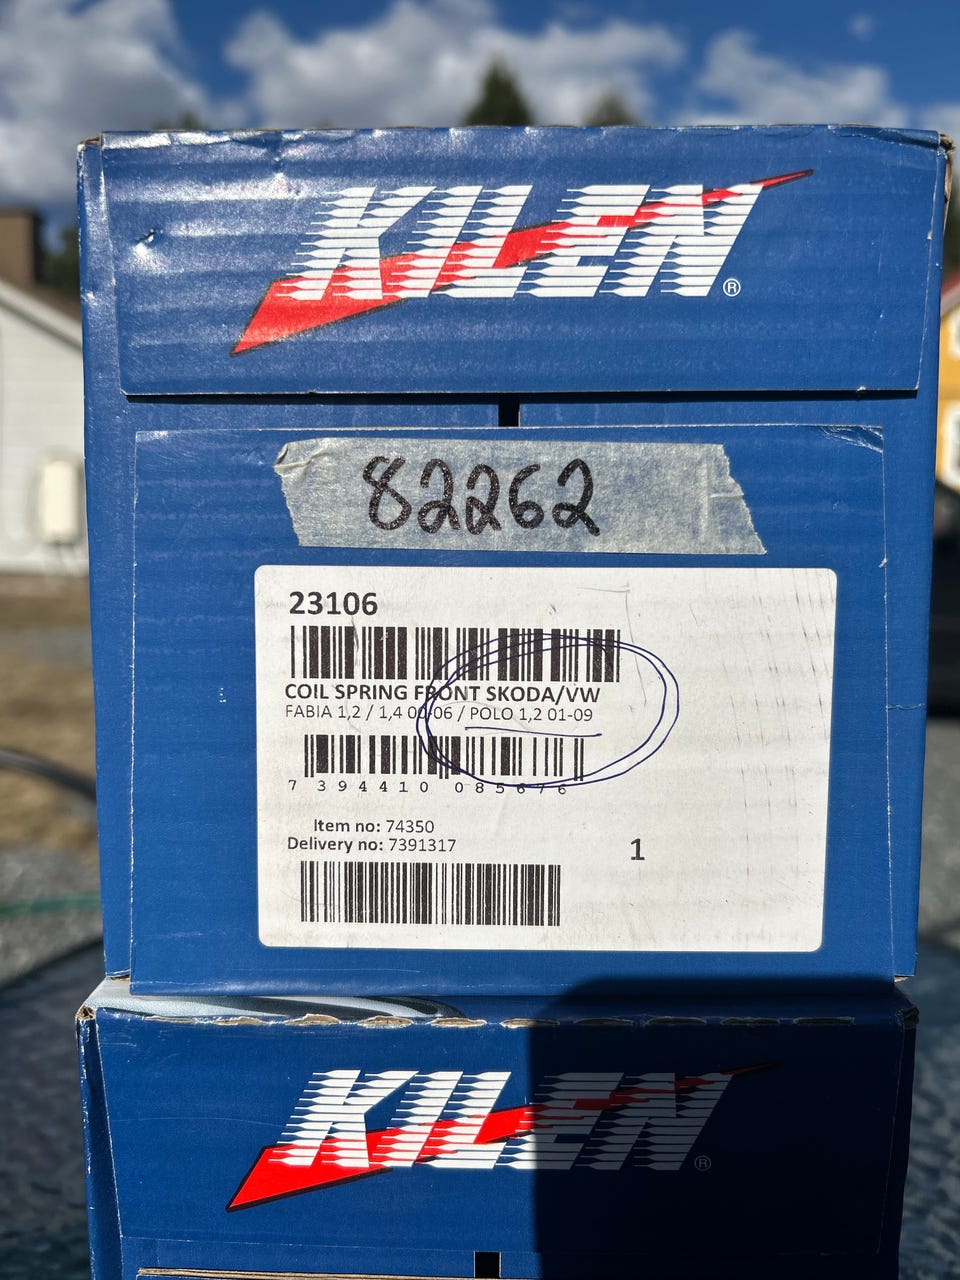 KILEN®
82262
23106
COIL SPRING FRONT SKODA/VW
FABIA 1,2 / 1,4 00-06 / POLO 1,2 01-09
7 394410 085676
Item no: 74350
Delivery no: 7391317
1
KILEN®